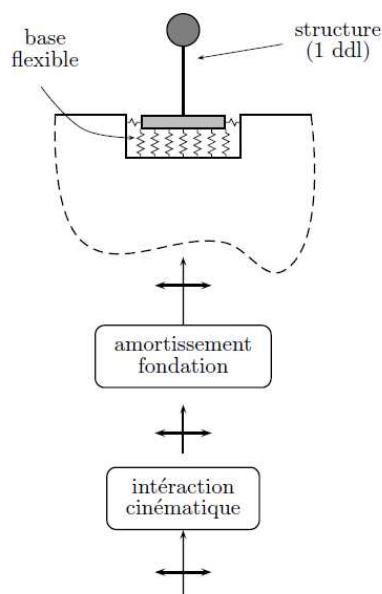 base
flexible
structure
(1 ddl)
amortissement
fondation
intéraction
cinématique